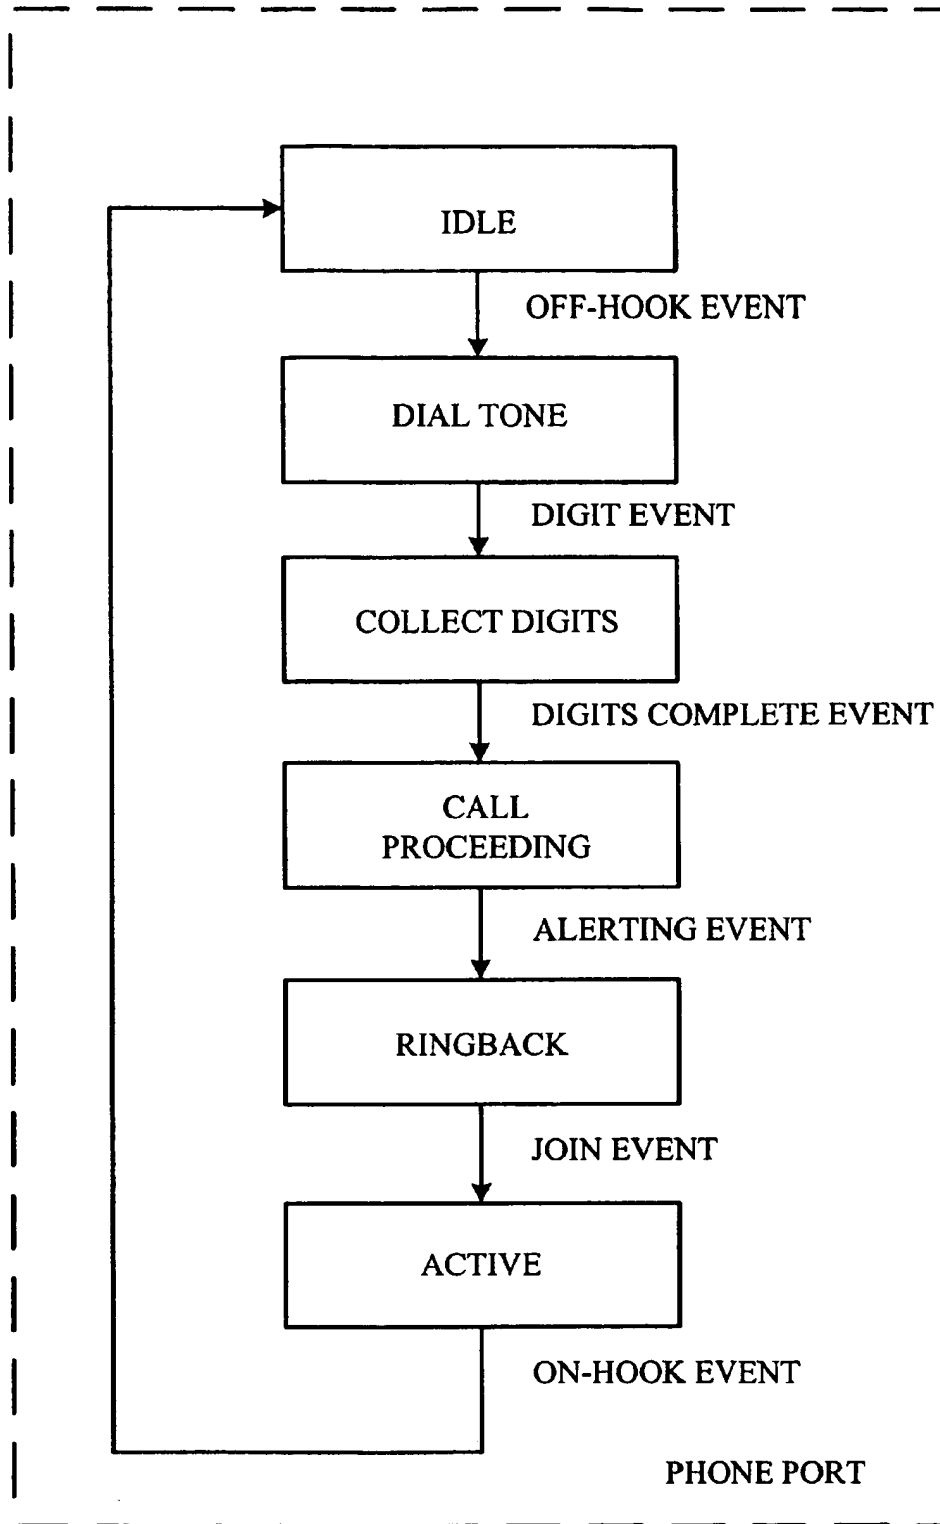 IDLE
OFF-HOOK EVENT
DIAL TONE
DIGIT EVENT
COLLECT DIGITS
DIGITS COMPLETE EVENT
CALL
PROCEEDING
ALERTING EVENT
RINGBACK
JOIN EVENT
ACTIVE
ON-HOOK EVENT
PHONE PORT